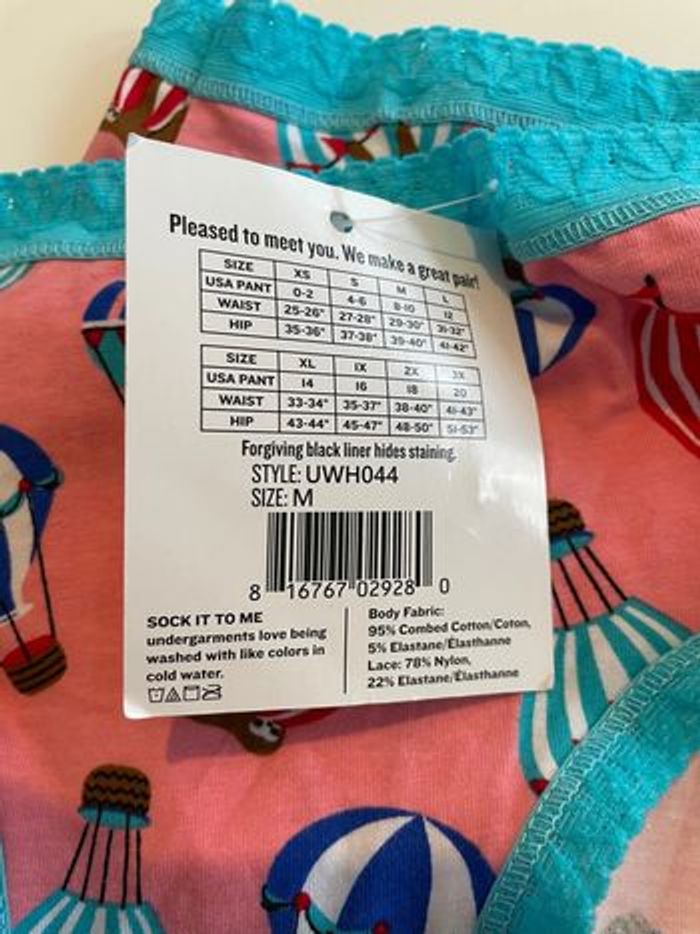 Pleased to meet you. We make a great pair!
SIZE XS S M L
USA PANT 0-2 4-6 8-10 12
WAIST 25-26" 27-28" 29-30" 31-32"
HIP 35-36" 37-38" 39-40" 41-42"
SIZE XL 1X 2X 3X
USA PANT 14 16 18 20
WAIST 33-34" 35-37" 38-40" 41-43"
HIP 43-44" 45-47" 48-50" 51-53"
Forgiving black liner hides staining.
STYLE: UWH044
SIZE: M
8 16767 02928 0
SOCK IT TO ME
undergarments love being
washed with like colors in
cold water.
Body Fabric:
95% Combed Cotton/Coton,
5% Elastane/Élasthanne
Lace: 78% Nylon,
22% Elastane/Élasthanne